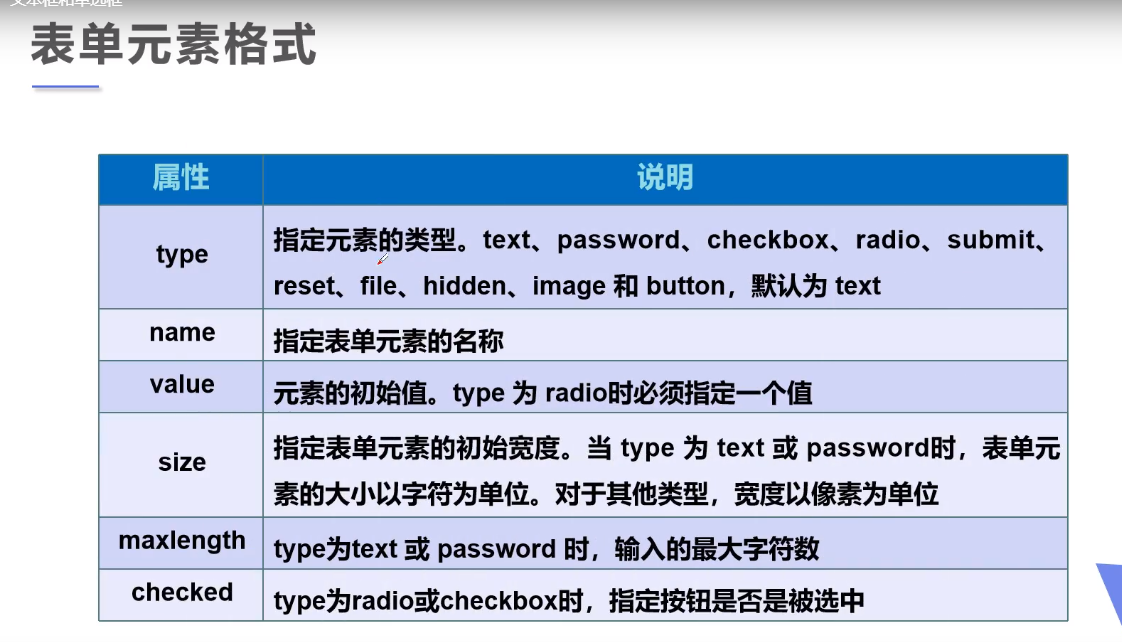 文本框和单选框
表单元素格式
属性
说明
type
指定元素的类型。text、password、checkbox、radio、submit、
reset、file、hidden、image 和 button，默认为 text
name
指定表单元素的名称
value
元素的初始值。type 为 radio时必须指定一个值
size
指定表单元素的初始宽度。当 type 为 text 或 password时，表单元
素的大小以字符为单位。对于其他类型，宽度以像素为单位
maxlength
type为text 或 password 时，输入的最大字符数
checked
type为radio或checkbox时，指定按钮是否是被选中